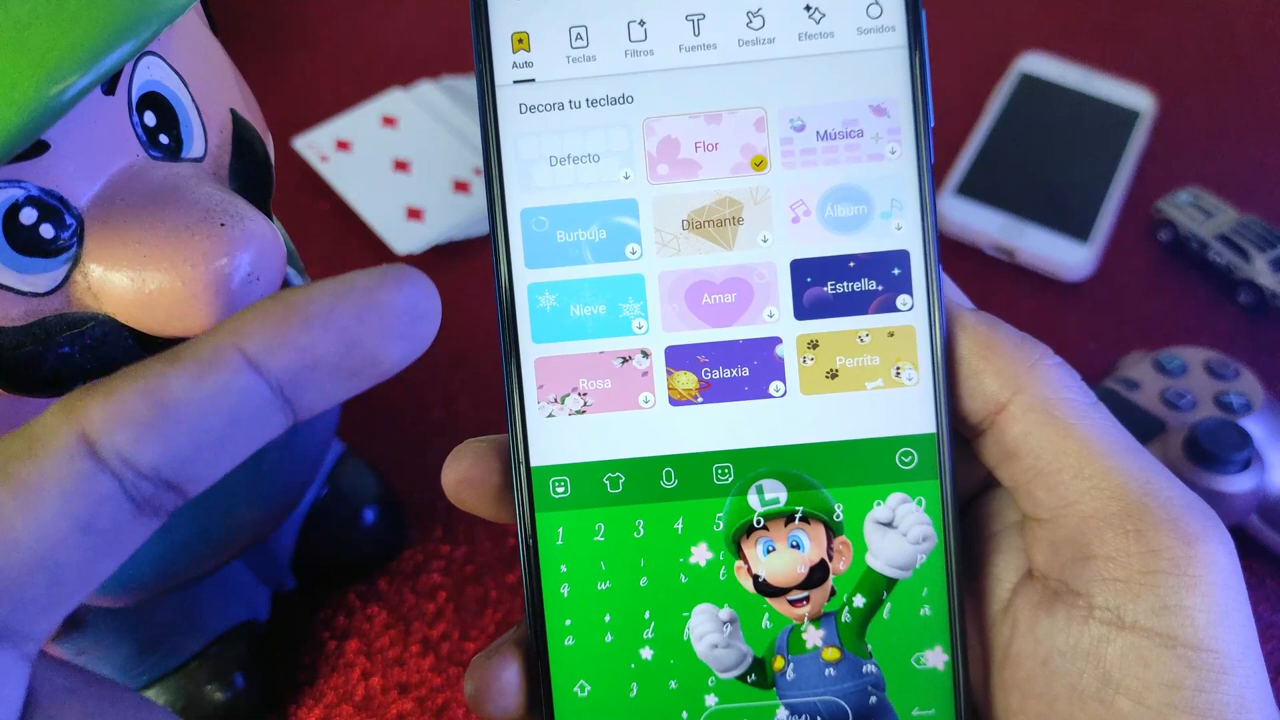 Auto Teclas Filtros Fuentes Deslizar Efectos Sonidos
Decora tu teclado
Defecto Flor Música
Burbuja Diamante Álbum
Nieve Amar Estrella
Rosa Galaxia Perrita
L
1 2 3 4 5 6 7 8
q w e r t
a s d g h l ñ
z x c b n m